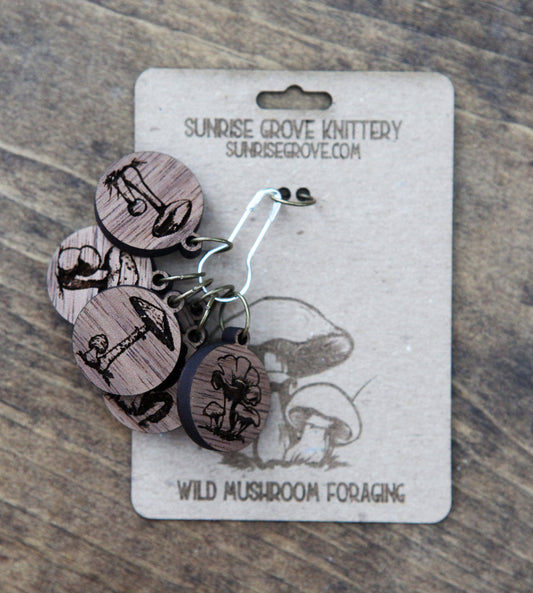 SUNRISE GROVE KNITTERY
SUNRISEGROVE.COM
WILD MUSHROOM FORAGING